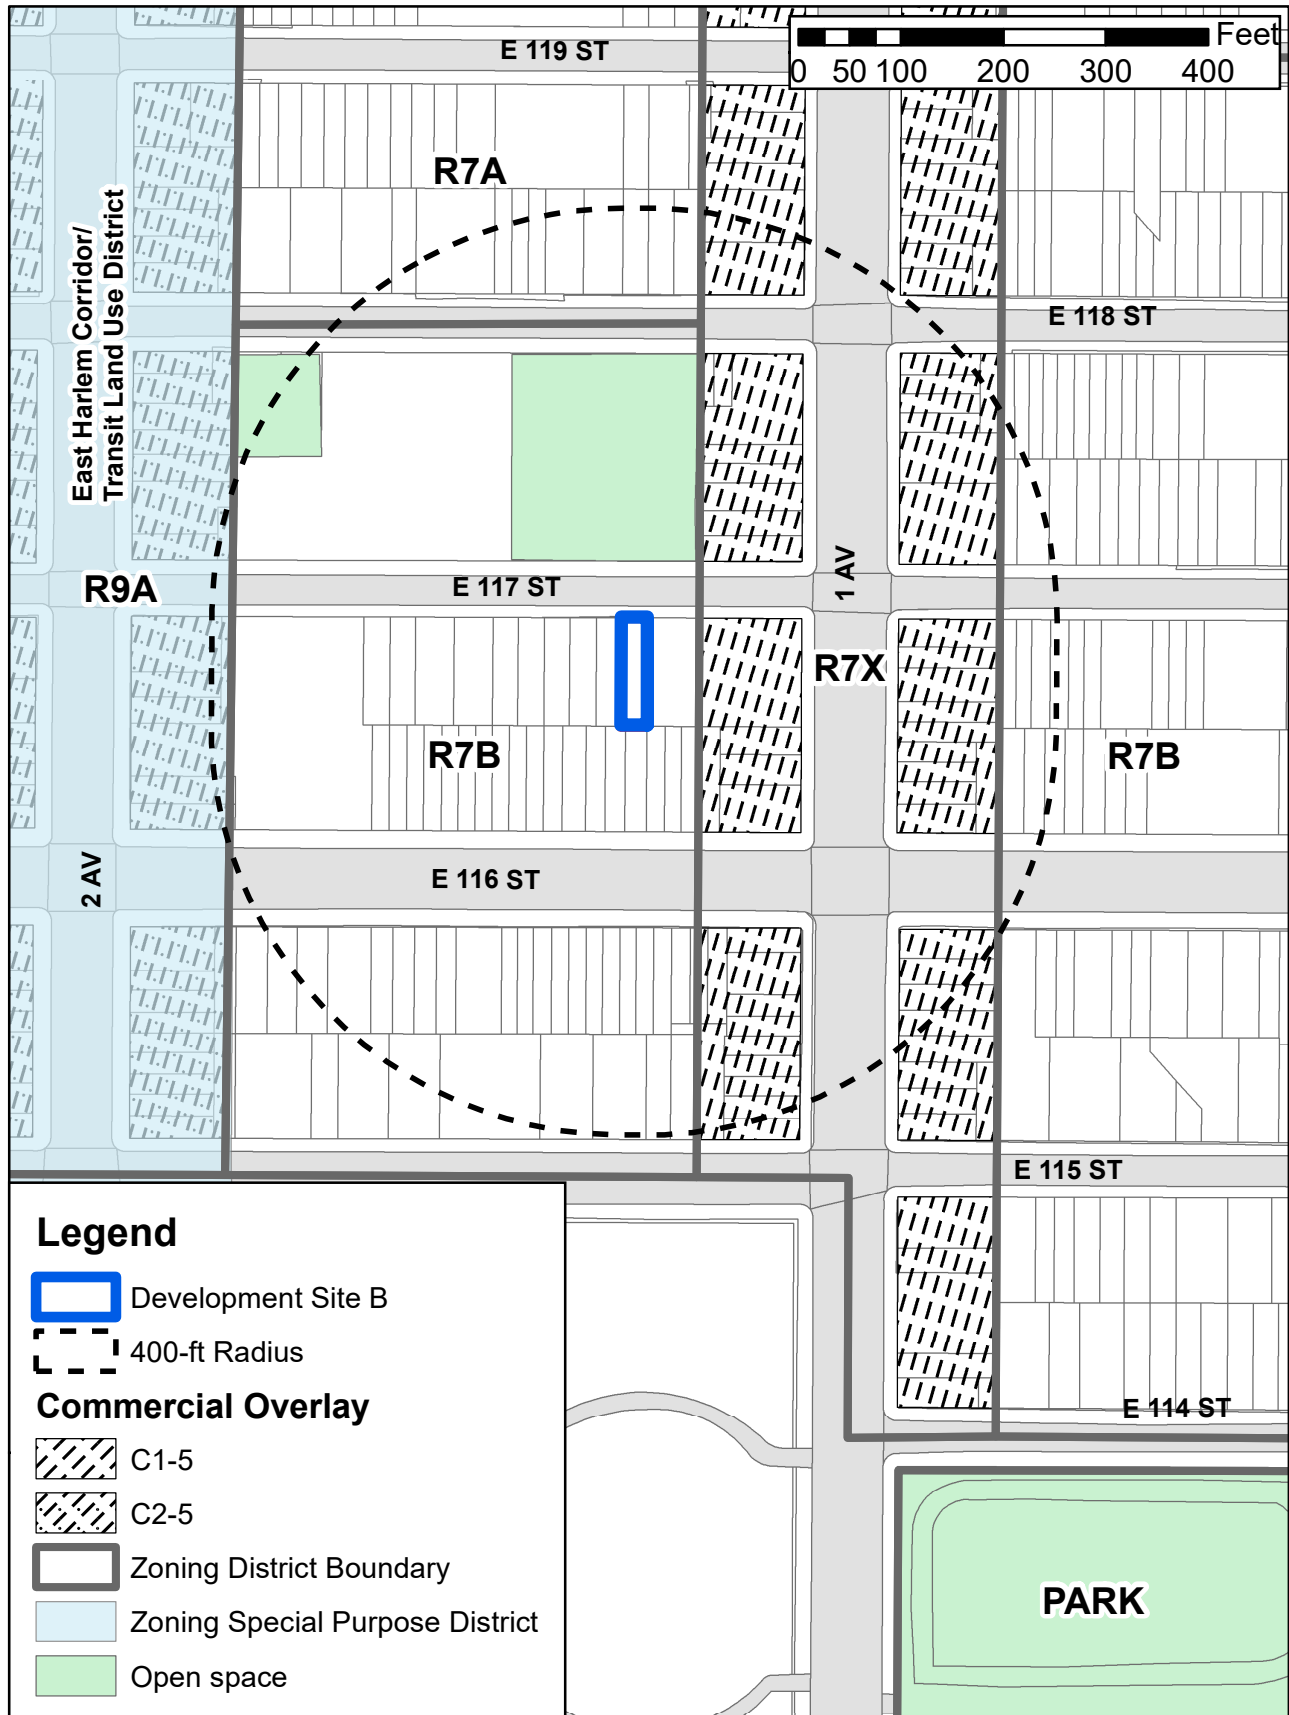 E 119 ST
Feet
0 50 100 200 300 400
R7A
East Harlem Corridor/
Transit Land Use District
E 118 ST
1 AV
E 117 ST
R9A
R7X
R7B
R7B
2 AV
E 116 ST
E 115 ST
Legend
Development Site B
400-ft Radius
Commercial Overlay
C1-5
C2-5
Zoning District Boundary
Zoning Special Purpose District
Open space
E 114 ST
PARK